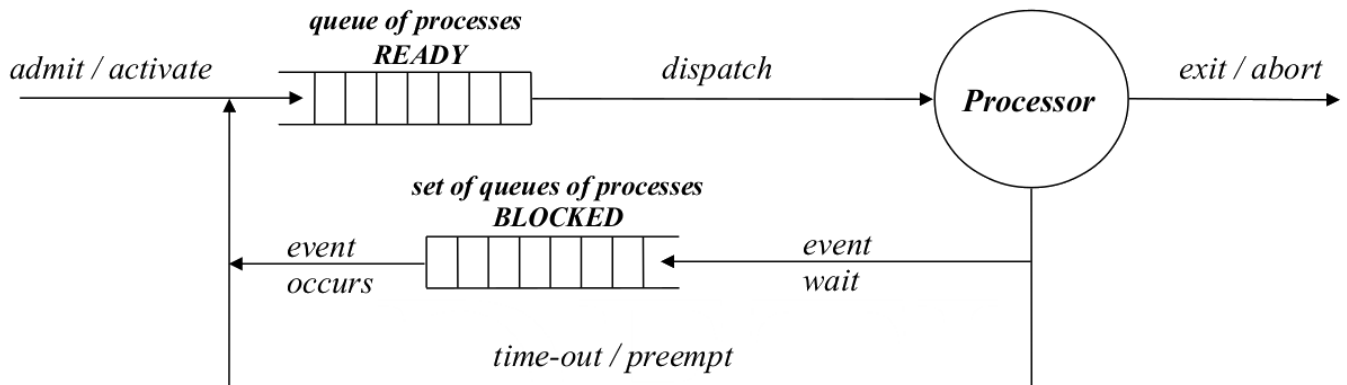 queue of processes
READY
admit / activate
dispatch
exit / abort
Processor
set of queues of processes
BLOCKED
event
occurs
event
wait
time-out / preempt